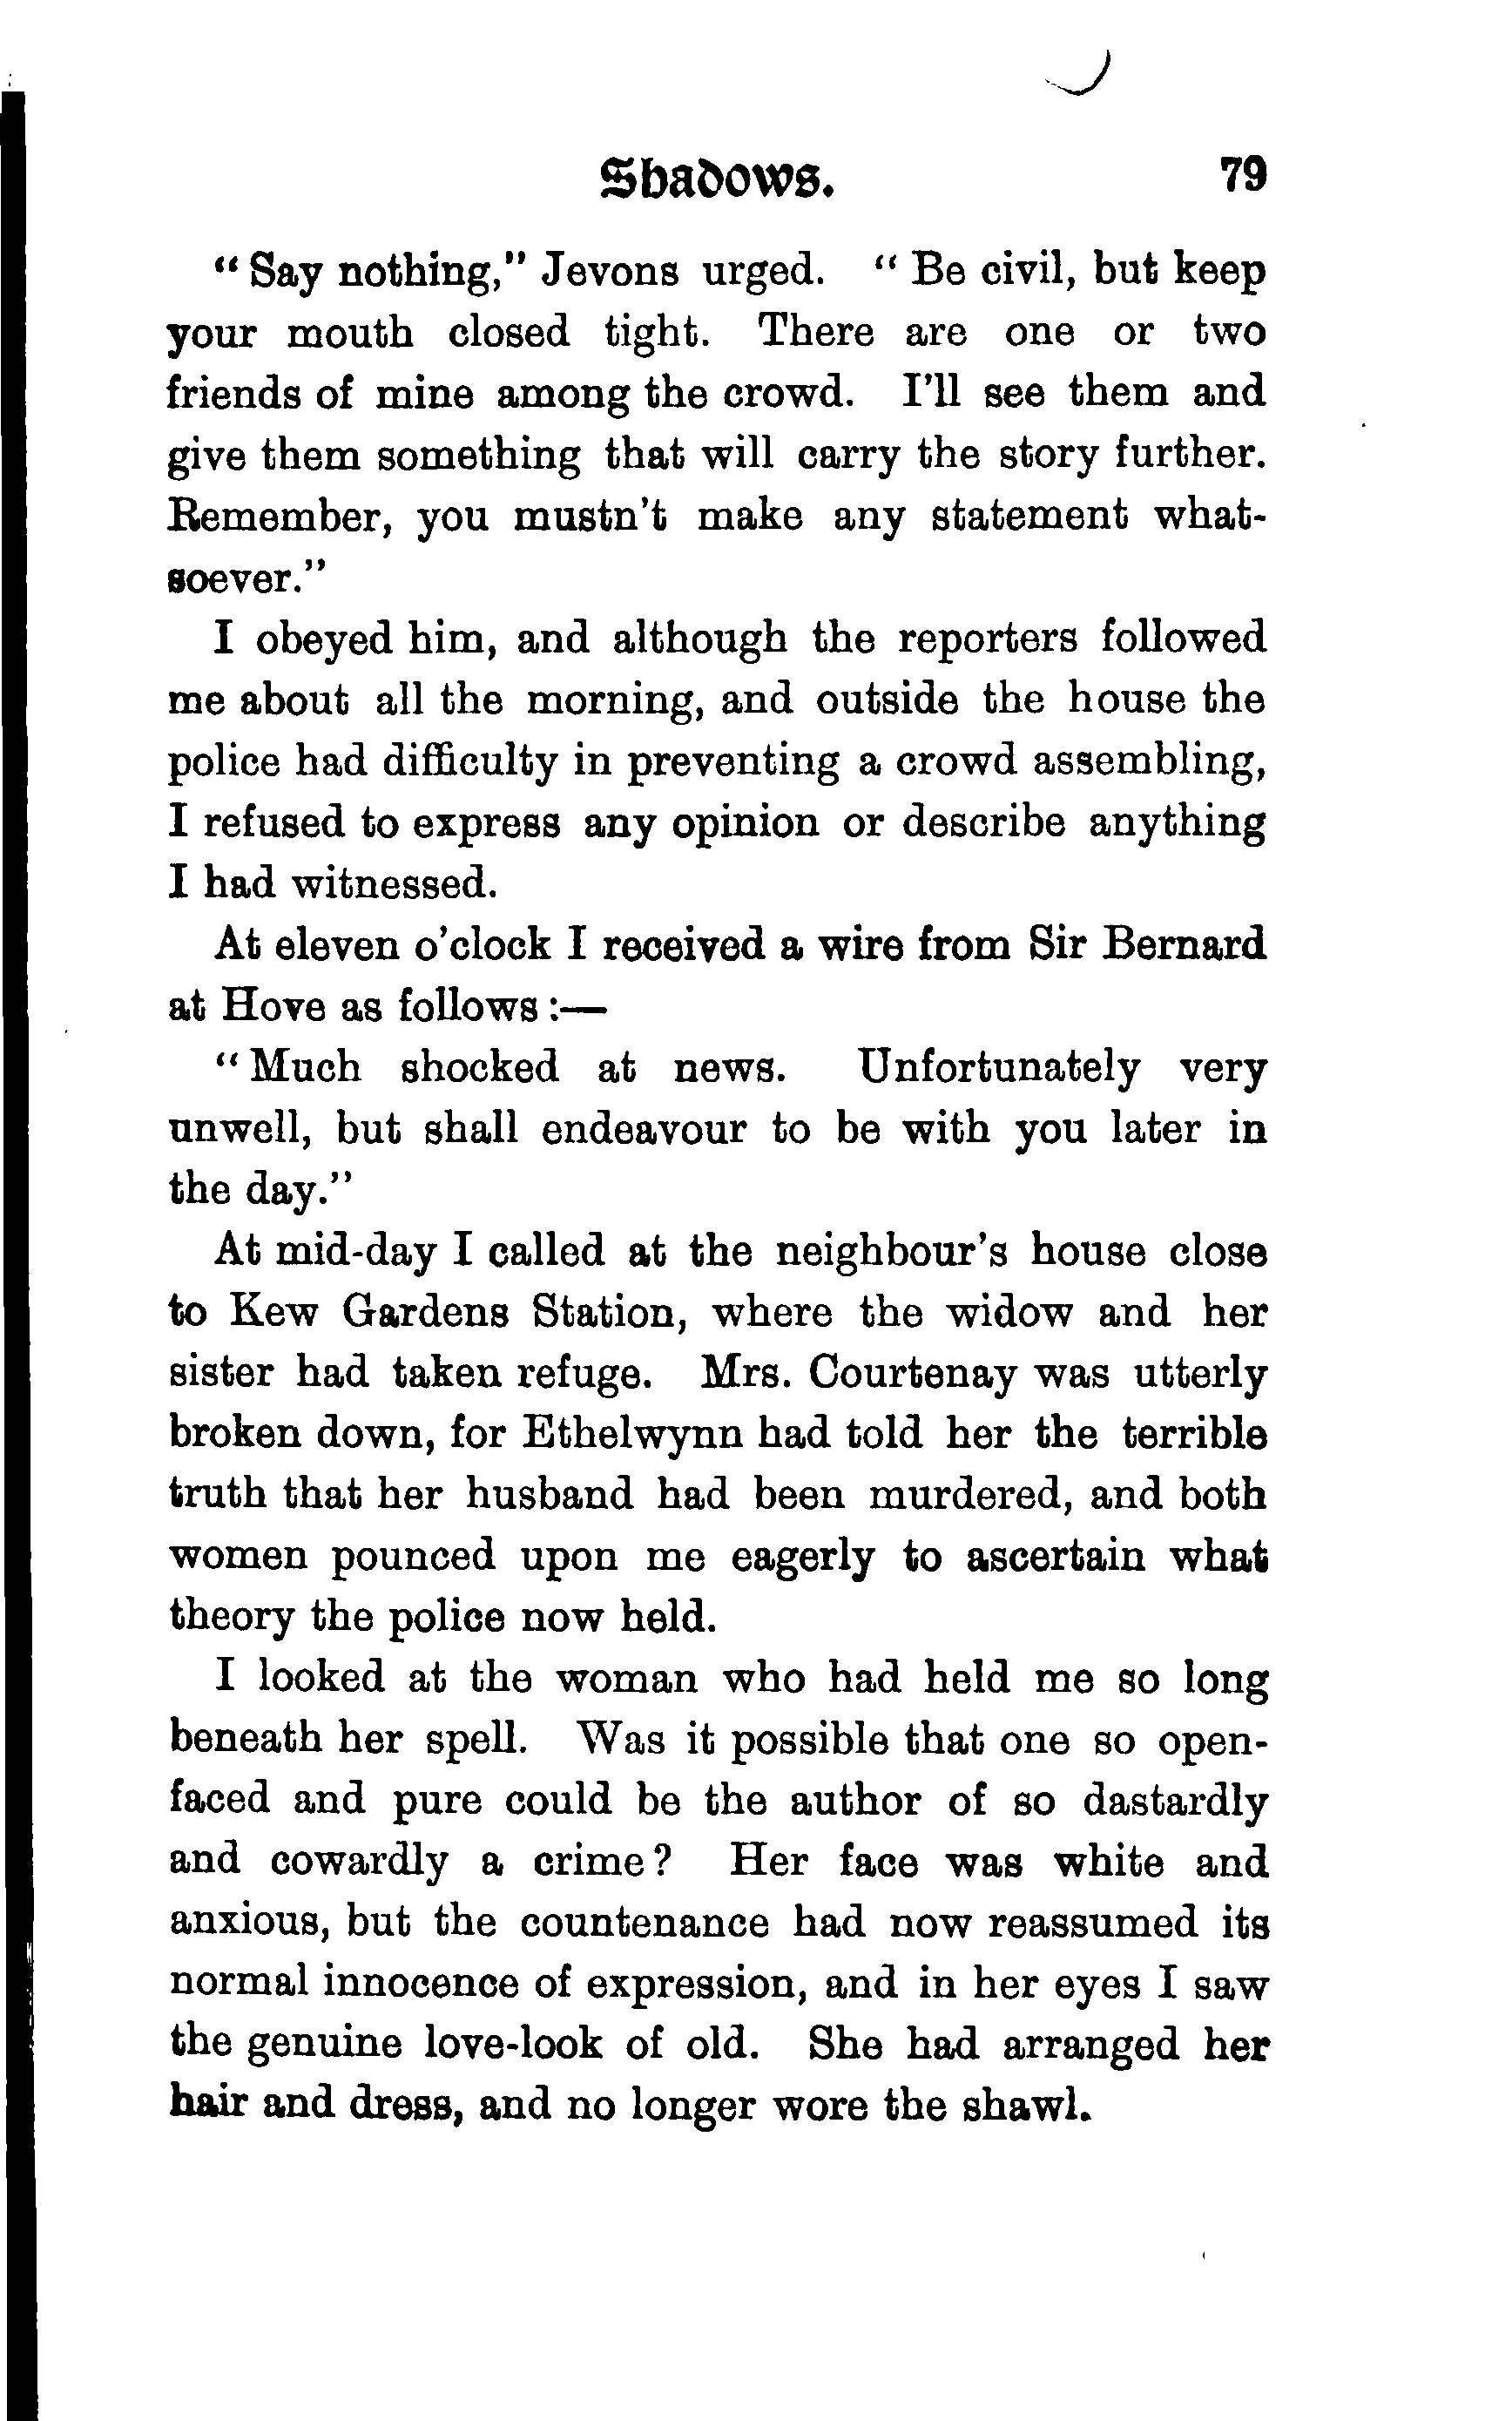 Shadows. 79
“Say nothing,” Jevons urged. “Be civil, but keep
your mouth closed tight. There are one or two
friends of mine among the crowd. I'll see them and
give them something that will carry the story further.
Remember, you mustn't make any statement what-
soever.”
I obeyed him, and although the reporters followed
me about all the morning, and outside the house the
police had difficulty in preventing a crowd assembling,
I refused to express any opinion or describe anything
I had witnessed.
At eleven o'clock I received a wire from Sir Bernard
at Hove as follows:—
“Much shocked at news. Unfortunately very
unwell, but shall endeavour to be with you later in
the day.”
At mid-day I called at the neighbour's house close
to Kew Gardens Station, where the widow and her
sister had taken refuge. Mrs. Courtenay was utterly
broken down, for Ethelwynn had told her the terrible
truth that her husband had been murdered, and both
women pounced upon me eagerly to ascertain what
theory the police now held.
I looked at the woman who had held me so long
beneath her spell. Was it possible that one so open-
faced and pure could be the author of so dastardly
and cowardly a crime? Her face was white and
anxious, but the countenance had now reassumed its
normal innocence of expression, and in her eyes I saw
the genuine love-look of old. She had arranged her
hair and dress, and no longer wore the shawl.